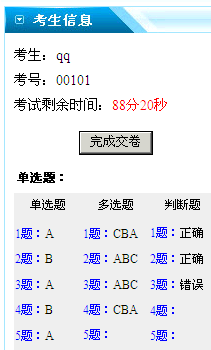 考生信息
考生：qq
考号：00101
考试剩余时间：88分20秒
完成交卷
单选题：
单选题 多选题 判断题
1题：A 1题：CBA 1题：正确
2题：B 2题：ABC 2题：正确
3题：A 3题：ABC 3题：错误
4题：B 4题：CBA 4题：
5题：A 5题： 5题：